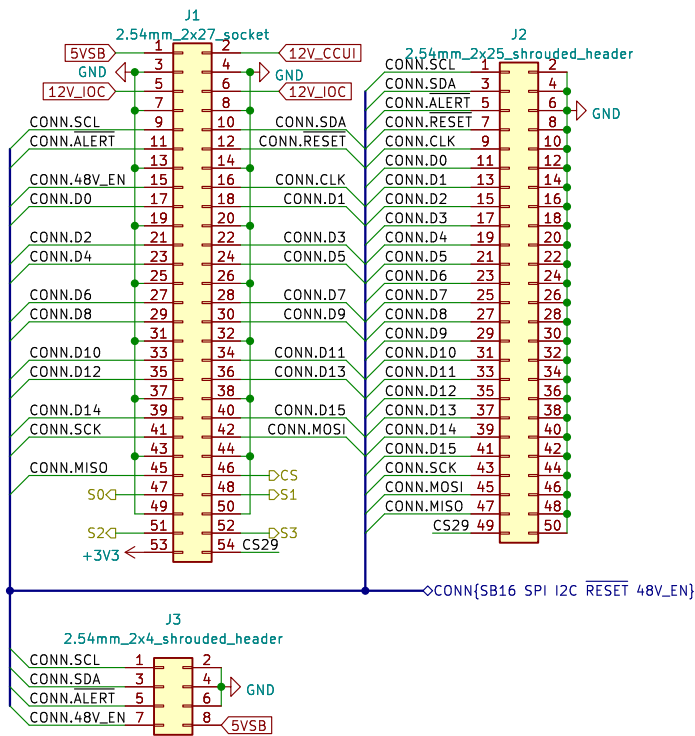 J1
2.54mm_2x27_socket
5VSB 1 2 12V_CCUI
GND 3 4 GND
12V_IOC 5 6 12V_IOC
7 8
CONN.SCL 9 10 CONN.SDA
CONN.ALERT 11 12 CONN.RESET
13 14
CONN.48V_EN 15 16 CONN.CLK
CONN.D0 17 18 CONN.D1
19 20
CONN.D2 21 22 CONN.D3
CONN.D4 23 24 CONN.D5
25 26
CONN.D6 27 28 CONN.D7
CONN.D8 29 30 CONN.D9
31 32
CONN.D10 33 34 CONN.D11
CONN.D12 35 36 CONN.D13
37 38
CONN.D14 39 40 CONN.D15
CONN.SCK 41 42 CONN.MOSI
43 44
CONN.MISO 45 46 CS
S0 47 48 S1
49 50
S2 51 52 S3
+3V3 53 54 CS29
J2
2.54mm_2x25_shrouded_header
CONN.SCL 1 2
CONN.SDA 3 4
CONN.ALERT 5 6 GND
CONN.RESET 7 8
CONN.CLK 9 10
CONN.D0 11 12
CONN.D1 13 14
CONN.D2 15 16
CONN.D3 17 18
CONN.D4 19 20
CONN.D5 21 22
CONN.D6 23 24
CONN.D7 25 26
CONN.D8 27 28
CONN.D9 29 30
CONN.D10 31 32
CONN.D11 33 34
CONN.D12 35 36
CONN.D13 37 38
CONN.D14 39 40
CONN.D15 41 42
CONN.SCK 43 44
CONN.MOSI 45 46
CONN.MISO 47 48
CS29 49 50
CONN{SB16 SPI I2C RESET 48V_EN}
J3
2.54mm_2x4_shrouded_header
CONN.SCL 1 2
CONN.SDA 3 4 GND
CONN.ALERT 5 6
CONN.48V_EN 7 8 5VSB